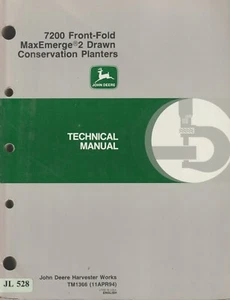 7200 Front-Fold
MaxEmerge®2 Drawn
Conservation Planters
JOHN DEERE
TECHNICAL
MANUAL
John Deere Harvester Works
TM1366 (11APR94)
ENGLISH
JL 528